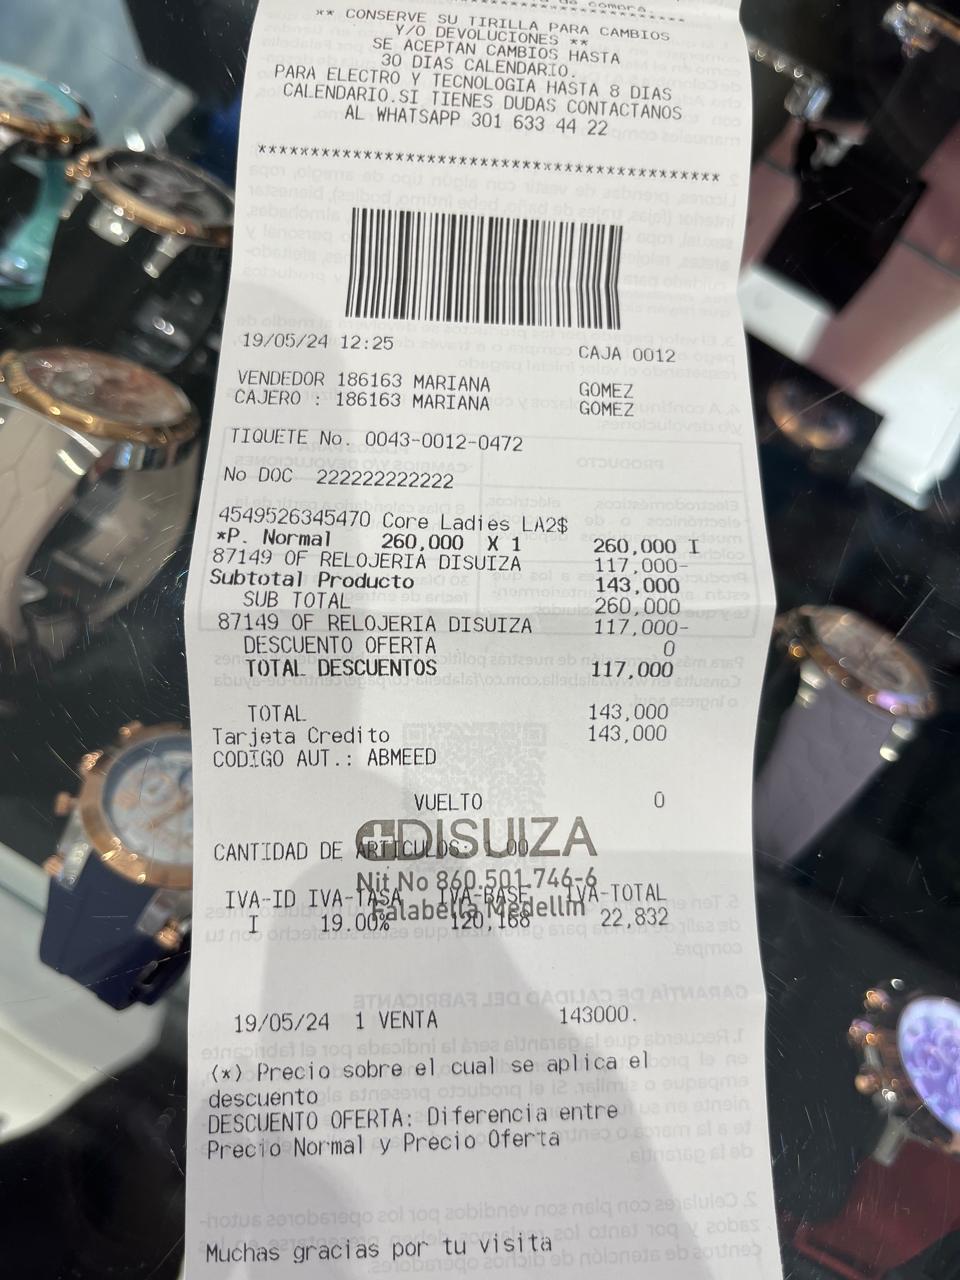 de compra.
** CONSERVE SU TIRILLA PARA CAMBIOS
Y/O DEVOLUCIONES **
SE ACEPTAN CAMBIOS HASTA
30 DIAS CALENDARIO.
PARA ELECTRO Y TECNOLOGIA HASTA 8 DIAS
CALENDARIO.SI TIENES DUDAS CONTACTANOS
AL WHATSAPP 301 633 44 22
***********************************
19/05/24 12:25 CAJA 0012
VENDEDOR 186163 MARIANA GOMEZ
CAJERO : 186163 MARIANA GOMEZ
TIQUETE No. 0043-0012-0472
No DOC 222222222222
4549526345470 Core Ladies LA2$
*P. Normal 260,000 X 1 260,000 I
87149 OF RELOJERIA DISUIZA 117,000-
Subtotal Producto 143,000
SUB TOTAL 260,000
87149 OF RELOJERIA DISUIZA 117,000-
DESCUENTO OFERTA 0
TOTAL DESCUENTOS 117,000
TOTAL 143,000
Tarjeta Credito 143,000
CODIGO AUT.: ABMEED
VUELTO 0
DISUIZA
CANTIDAD DE ARTICULOS:
Nit No 860.501.746-6
IVA-ID IVA-TASA IVA-BASE IVA-TOTAL
Falabella Medellin
I 19.00% 120,168 22,832
19/05/24 1 VENTA 143000.
(*) Precio sobre el cual se aplica el
descuento
DESCUENTO OFERTA: Diferencia entre
Precio Normal y Precio Oferta
Muchas gracias por tu visita